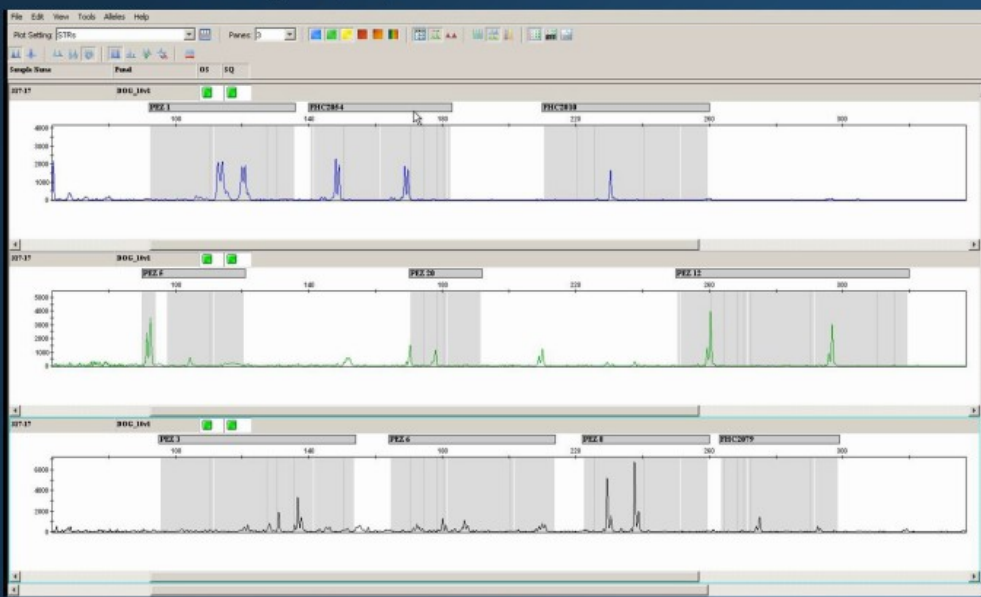 File Edit View Tools Alleles Help
Plot Setting: STRs Panes: 3
Sample Name Panel OS SQ
DOG_10v1
PEZ 1 FHC2054 FHC2010
100 140 180 220 260 300
4000
3000
2000
1000
0
DOG_10v1
PEZ 5 PEZ 20 PEZ 12
100 140 180 220 260 300
5000
4000
3000
2000
1000
0
DOG_10v1
PEZ 3 PEZ 6 PEZ 8 FHC2079
100 140 180 220 260 300
6000
4000
2000
0